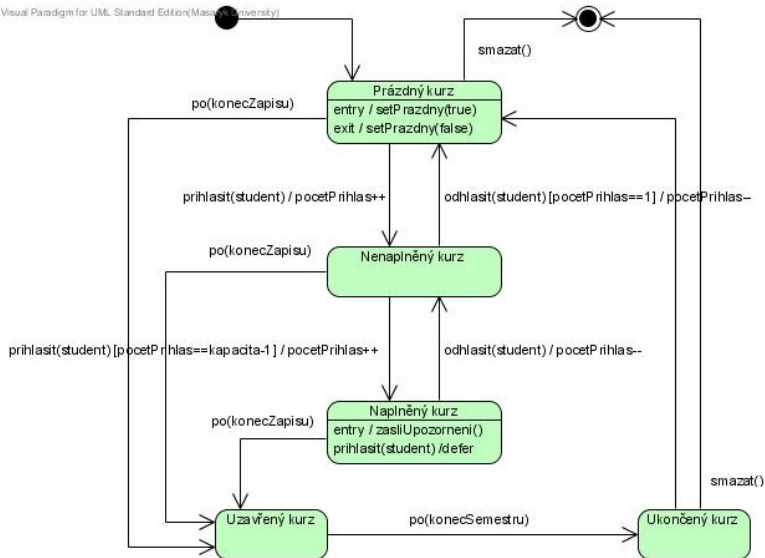 Visual Paradigm for UML Standard Edition(Masaryk University)
smazat()
Prázdný kurz
po(konecZapisu)
entry / setPrazdny(true)
exit / setPrazdny(false)
prihlasit(student) / pocetPrihlas++
odhlasit(student) [pocetPrihlas==1] / pocetPrihlas--
po(konecZapisu)
Nenaplněný kurz
prihlasit(student) [pocetPrihlas==kapacita-1] / pocetPrihlas++
odhlasit(student) / pocetPrihlas--
Naplněný kurz
po(konecZapisu)
entry / zasliUpozorneni()
prihlasit(student) /defer
smazat()
Uzavřený kurz
po(konecSemestru)
Ukončený kurz